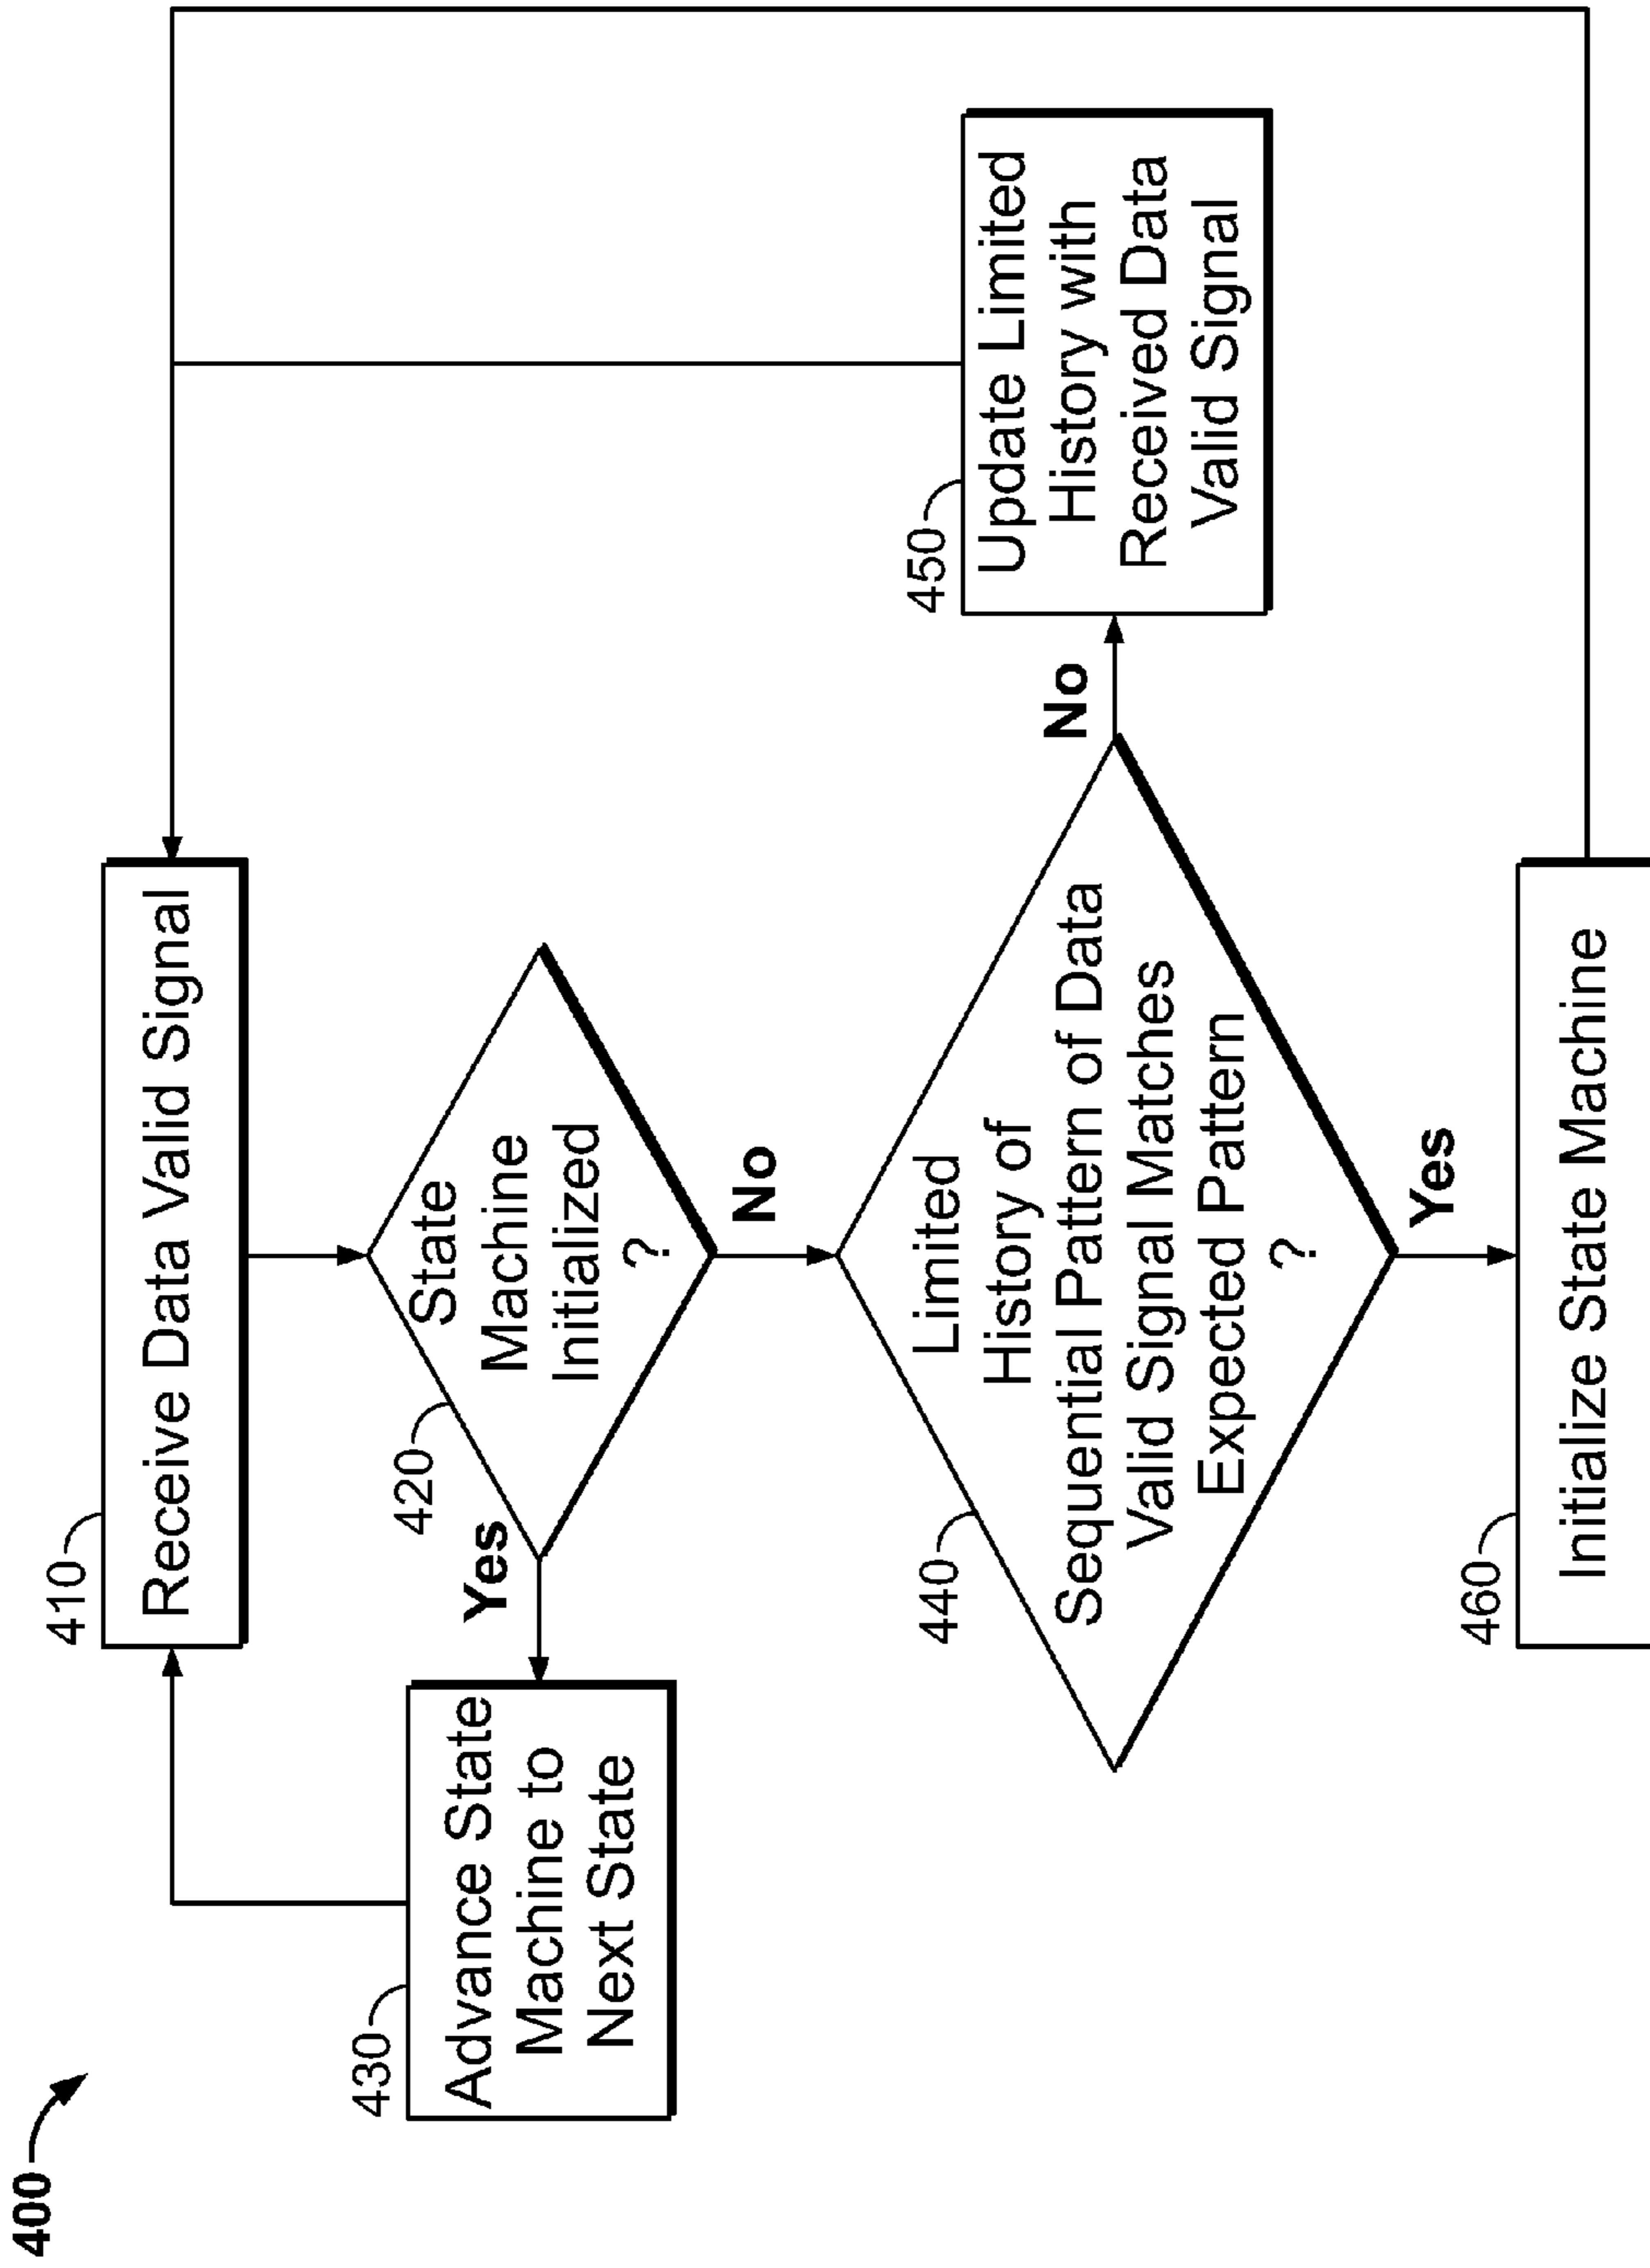 400
410
Receive Data Valid Signal
420
State
Machine
Initialized
?
Yes
No
430
Advance State
Machine to
Next State
440
Limited
History of
Sequential Pattern of Data
Valid Signal Matches
Expected Pattern
?
No
Yes
450
Update Limited
History with
Received Data
Valid Signal
460
Initialize State Machine